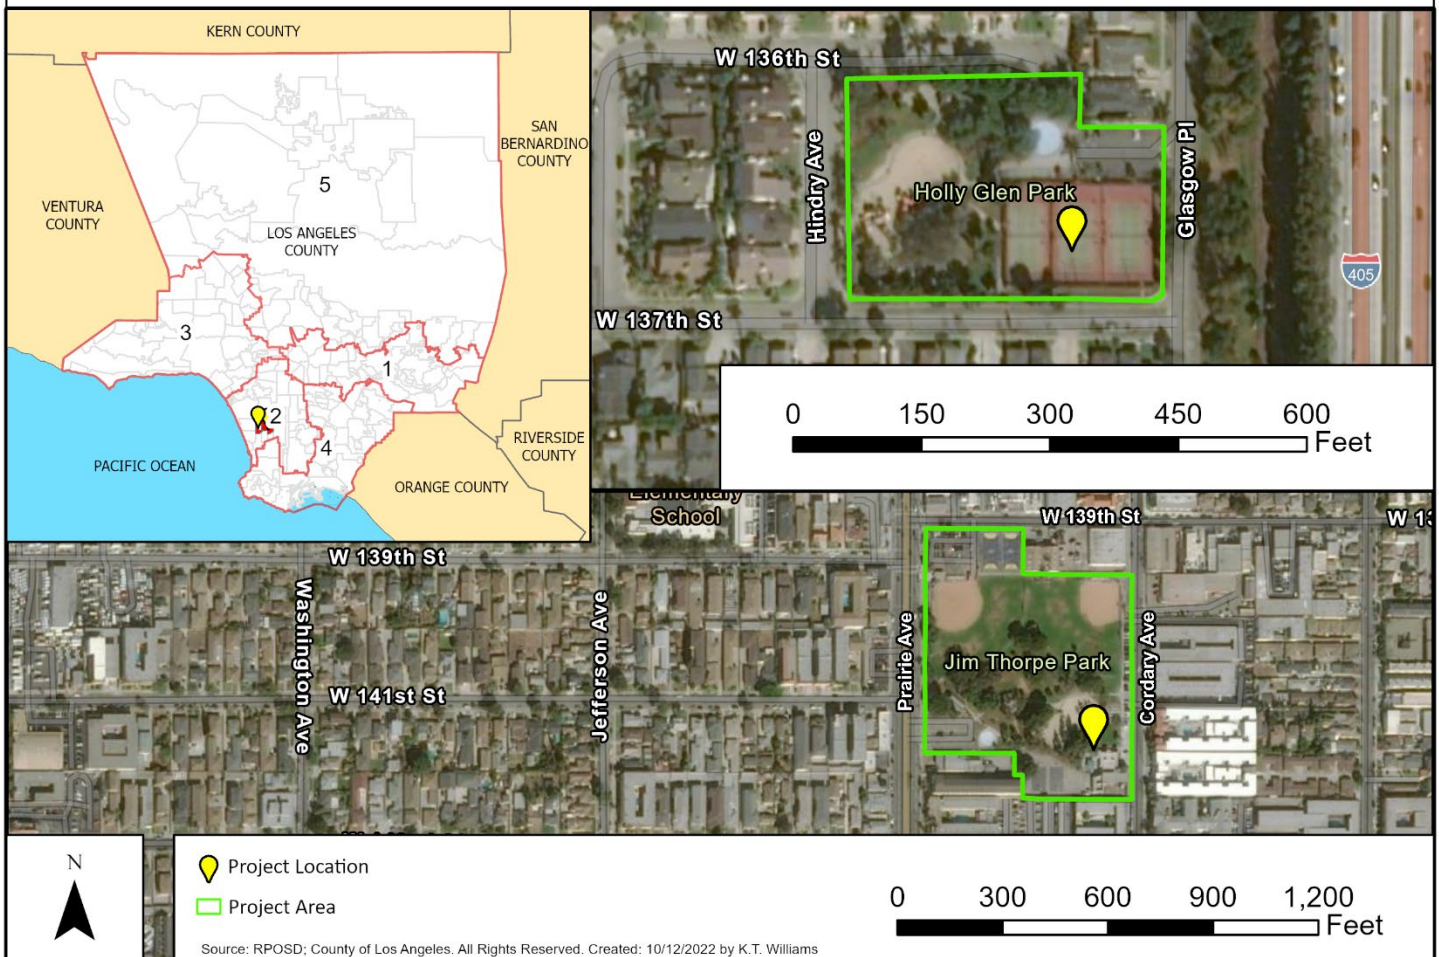 KERN COUNTY
SAN
BERNARDINO
COUNTY
VENTURA
COUNTY
5
LOS ANGELES
COUNTY
3
1
2
4
RIVERSIDE
COUNTY
PACIFIC OCEAN
ORANGE COUNTY
W 136th St
Hindry Ave
Holly Glen Park
Glasgow Pl
405
W 137th St
0 150 300 450 600
Feet
Elementary
School
W 139th St
W 139th St
Washington Ave
Jefferson Ave
Prairie Ave
Jim Thorpe Park
Cordary Ave
W 141st St
N
Project Location
Project Area
0 300 600 900 1,200
Feet
Source: RPOSD; County of Los Angeles. All Rights Reserved. Created: 10/12/2022 by K.T. Williams